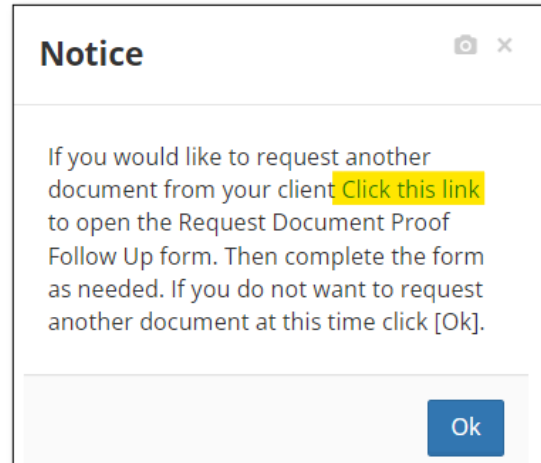 Notice
If you would like to request another
document from your client Click this link
to open the Request Document Proof
Follow Up form. Then complete the form
as needed. If you do not want to request
another document at this time click [Ok].
Ok